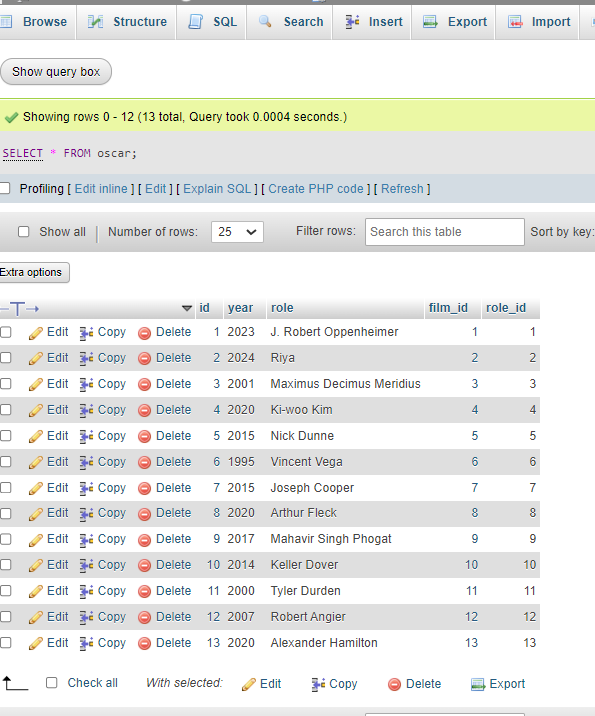 Browse Structure SQL Search Insert Export Import
Show query box
Showing rows 0 - 12 (13 total, Query took 0.0004 seconds.)
SELECT * FROM oscar;
Profiling [ Edit inline ] [ Edit ] [ Explain SQL ] [ Create PHP code ] [ Refresh ]
Show all | Number of rows: 25 Filter rows: Search this table Sort by key:
Extra options
id year role film_id role_id
Edit Copy Delete 1 2023 J. Robert Oppenheimer 1 1
Edit Copy Delete 2 2024 Riya 2 2
Edit Copy Delete 3 2001 Maximus Decimus Meridius 3 3
Edit Copy Delete 4 2020 Ki-woo Kim 4 4
Edit Copy Delete 5 2015 Nick Dunne 5 5
Edit Copy Delete 6 1995 Vincent Vega 6 6
Edit Copy Delete 7 2015 Joseph Cooper 7 7
Edit Copy Delete 8 2020 Arthur Fleck 8 8
Edit Copy Delete 9 2017 Mahavir Singh Phogat 9 9
Edit Copy Delete 10 2014 Keller Dover 10 10
Edit Copy Delete 11 2000 Tyler Durden 11 11
Edit Copy Delete 12 2007 Robert Angier 12 12
Edit Copy Delete 13 2020 Alexander Hamilton 13 13
Check all With selected: Edit Copy Delete Export